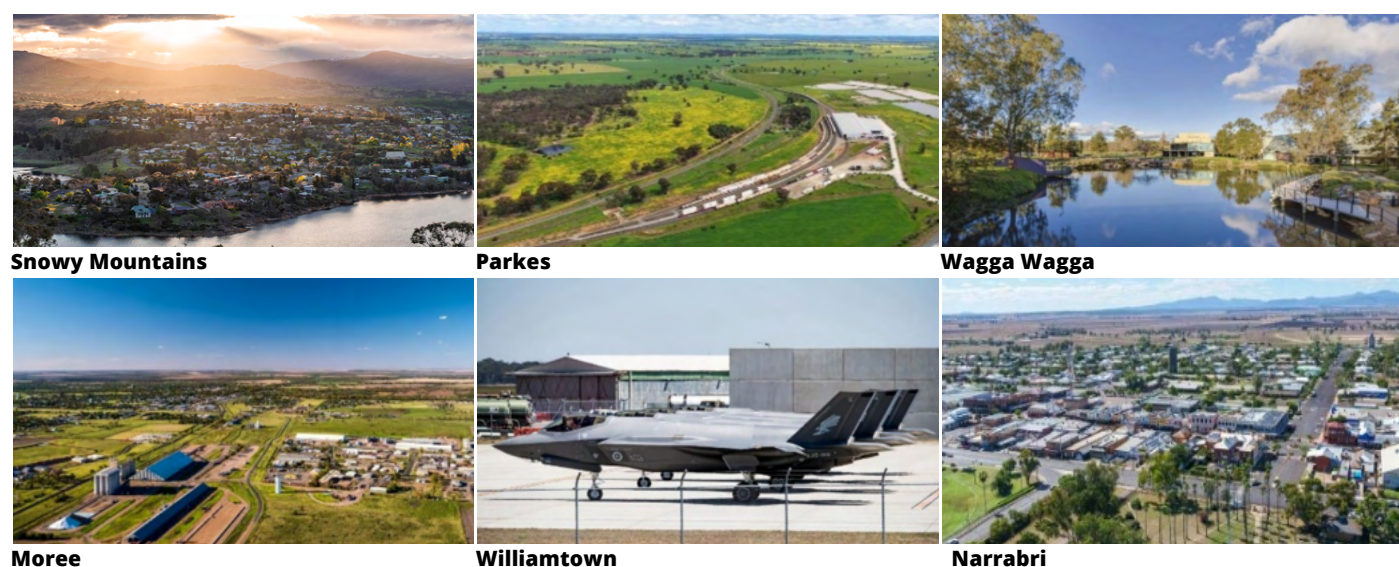 Snowy Mountains
Parkes
Wagga Wagga
Moree
Williamtown
Narrabri